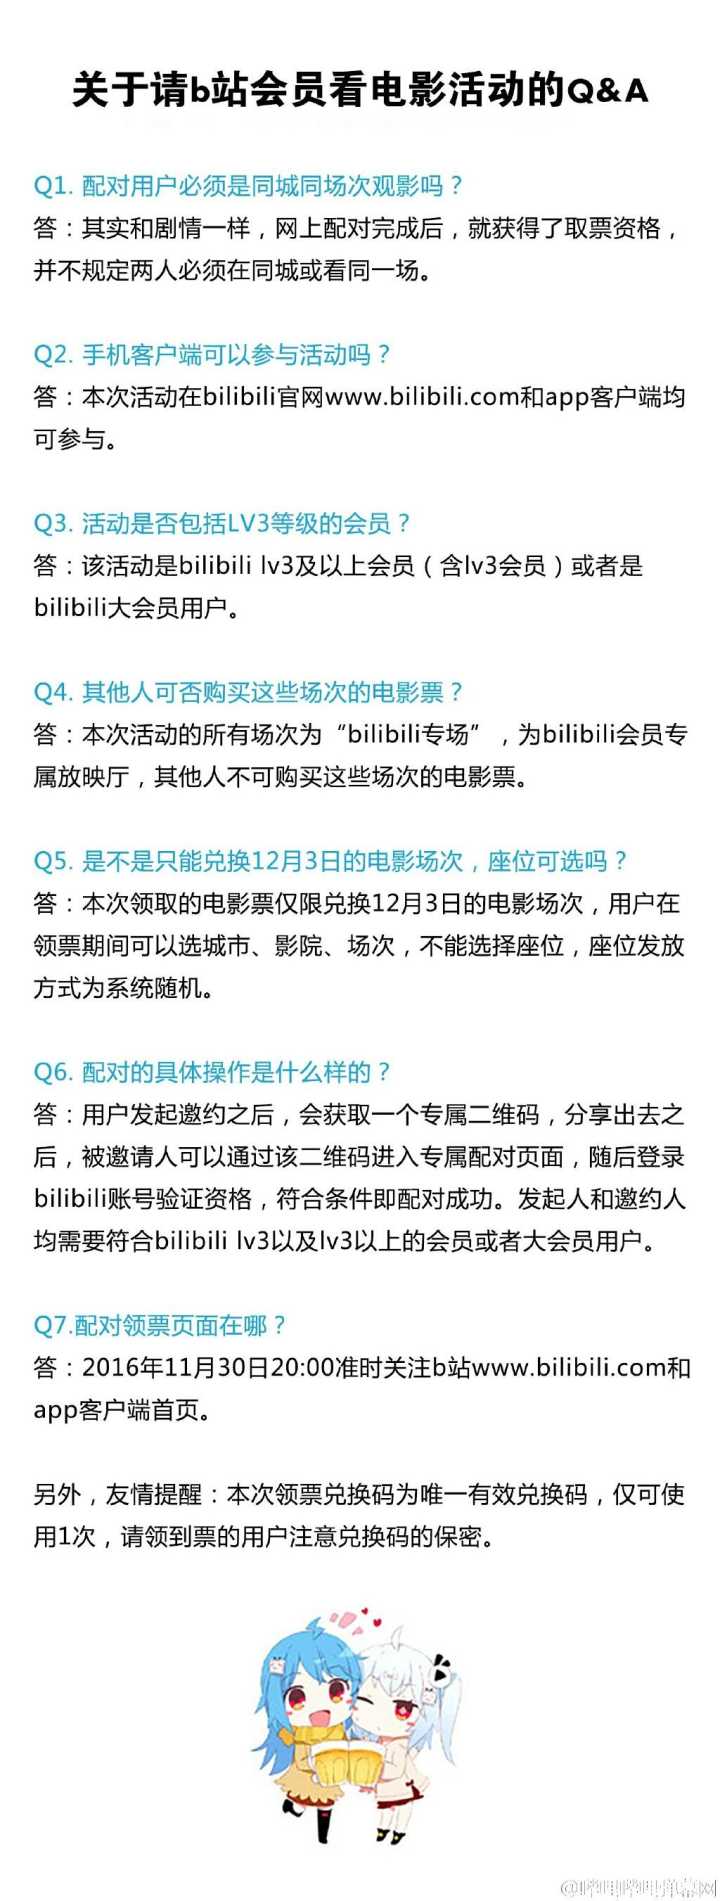 关于请b站会员看电影活动的Q&A
Q1. 配对用户必须是同城同场次观影吗？
答：其实和剧情一样，网上配对完成后，就获得了取票资格，
并不规定两人必须在同城或看同一场。
Q2. 手机客户端可以参与活动吗？
答：本次活动在bilibili官网www.bilibili.com和app客户端均
可参与。
Q3. 活动是否包括LV3等级的会员？
答：该活动是bilibili lv3及以上会员（含lv3会员）或者是
bilibili大会员用户。
Q4. 其他人可否购买这些场次的电影票？
答：本次活动的所有场次为“bilibili专场”，为bilibili会员专
属放映厅，其他人不可购买这些场次的电影票。
Q5. 是不是只能兑换12月3日的电影场次，座位可选吗？
答：本次领取的电影票仅限兑换12月3日的电影场次，用户在
领票期间可以选城市、影院、场次，不能选择座位，座位发放
方式为系统随机。
Q6. 配对的具体操作是什么样的？
答：用户发起邀约之后，会获取一个专属二维码，分享出去之
后，被邀请人可以通过该二维码进入专属配对页面，随后登录
bilibili账号验证资格，符合条件即配对成功。发起人和邀约人
均需要符合bilibili lv3以及lv3以上的会员或者大会员用户。
Q7.配对领票页面在哪？
答：2016年11月30日20:00准时关注b站www.bilibili.com和
app客户端首页。
另外，友情提醒：本次领票兑换码为唯一有效兑换码，仅可使
用1次，请领到票的用户注意兑换码的保密。
@哔哩哔哩弹幕网